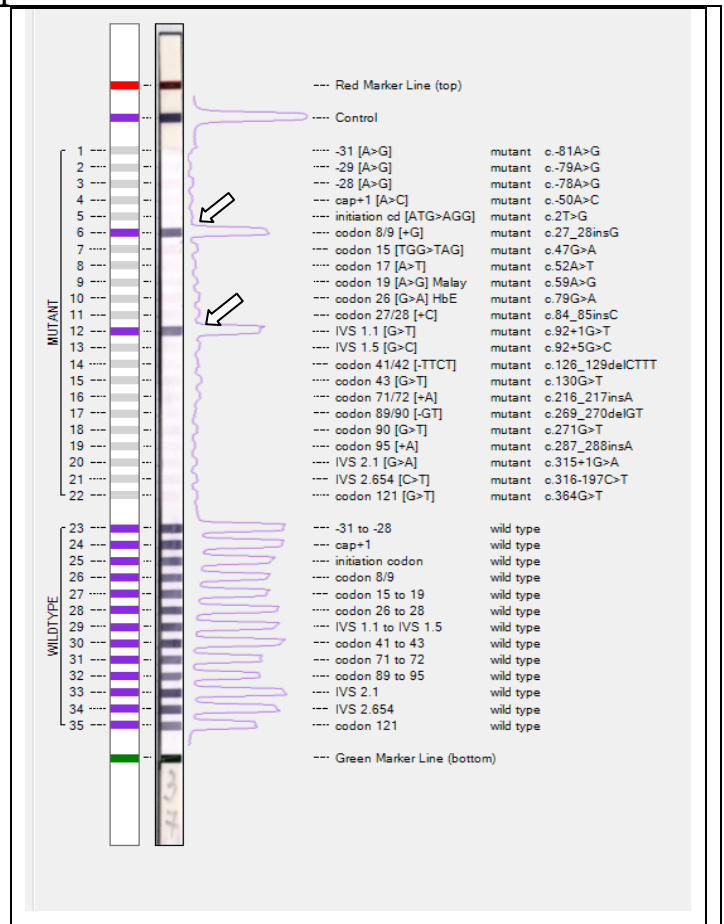 --- Red Marker Line (top)
---- Control
1 ---- ---- -31 [A>G] mutant c.-81A>G
2 ---- ---- -29 [A>G] mutant c.-79A>G
3 ---- ---- -28 [A>G] mutant c.-78A>G
4 ---- ---- cap+1 [A>C] mutant c.-50A>C
5 ---- ---- initiation cd [ATG>AGG] mutant c.2T>G
6 ---- ---- codon 8/9 [+G] mutant c.27_28insG
7 ---- ---- codon 15 [TGG>TAG] mutant c.47G>A
8 ---- ---- codon 17 [A>T] mutant c.52A>T
9 ---- ---- codon 19 [A>G] Malay mutant c.59A>G
10 ---- ---- codon 26 [G>A] HbE mutant c.79G>A
11 ---- ---- codon 27/28 [+C] mutant c.84_85insC
MUTANT
12 ---- ---- IVS 1.1 [G>T] mutant c.92+1G>T
13 ---- ---- IVS 1.5 [G>C] mutant c.92+5G>C
14 ---- ---- codon 41/42 [-TTCT] mutant c.126_129delCTTT
15 ---- ---- codon 43 [G>T] mutant c.130G>T
16 ---- ---- codon 71/72 [+A] mutant c.216_217insA
17 ---- ---- codon 89/90 [-GT] mutant c.269_270delGT
18 ---- ---- codon 90 [G>T] mutant c.271G>T
19 ---- ---- codon 95 [+A] mutant c.287_288insA
20 ---- ---- IVS 2.1 [G>A] mutant c.315+1G>A
21 ---- ---- IVS 2.654 [C>T] mutant c.316-197C>T
22 ---- ---- codon 121 [G>T] mutant c.364G>T
23 ---- ---- -31 to -28 wild type
24 ---- ---- cap+1 wild type
25 ---- ---- initiation codon wild type
26 ---- ---- codon 8/9 wild type
27 ---- ---- codon 15 to 19 wild type
28 ---- ---- codon 26 to 28 wild type
WILDTYPE
29 ---- ---- IVS 1.1 to IVS 1.5 wild type
30 ---- ---- codon 41 to 43 wild type
31 ---- ---- codon 71 to 72 wild type
32 ---- ---- codon 89 to 95 wild type
33 ---- ---- IVS 2.1 wild type
34 ---- ---- IVS 2.654 wild type
35 ---- ---- codon 121 wild type
--- Green Marker Line (bottom)